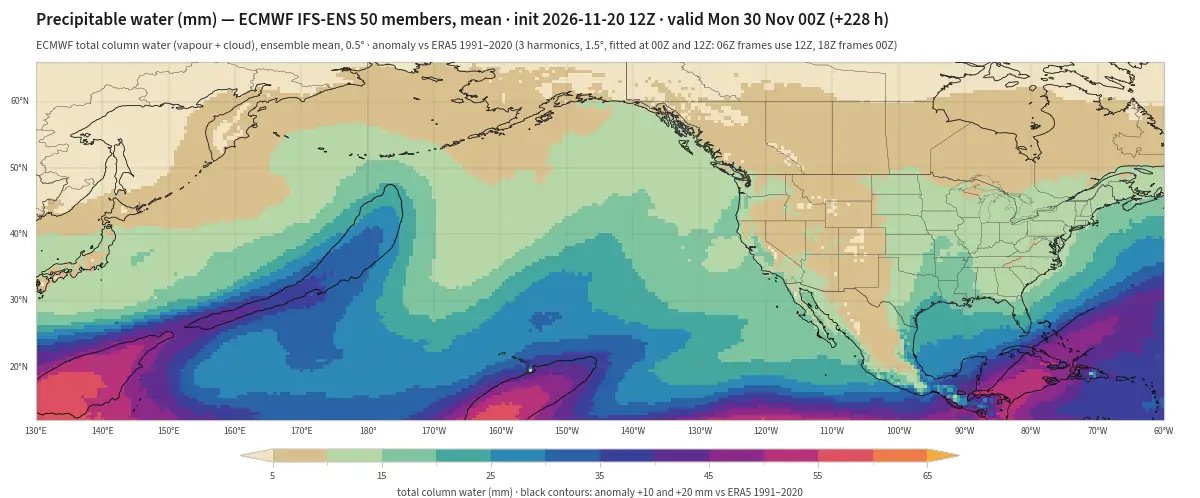 Precipitable water (mm) — ECMWF IFS-ENS 50 members, mean · init 2026-11-20 12Z · valid Mon 30 Nov 00Z (+228 h)
ECMWF total column water (vapour + cloud), ensemble mean, 0.5° · anomaly vs ERA5 1991–2020 (3 harmonics, 1.5°, fitted at 00Z and 12Z: 06Z frames use 12Z, 18Z frames 00Z)
60°N
50°N
40°N
30°N
20°N
130°E 140°E 150°E 160°E 170°E 180° 170°W 160°W 150°W 140°W 130°W 120°W 110°W 100°W 90°W 80°W 70°W 60°W
5 15 25 35 45 55 65
total column water (mm) · black contours: anomaly +10 and +20 mm vs ERA5 1991–2020